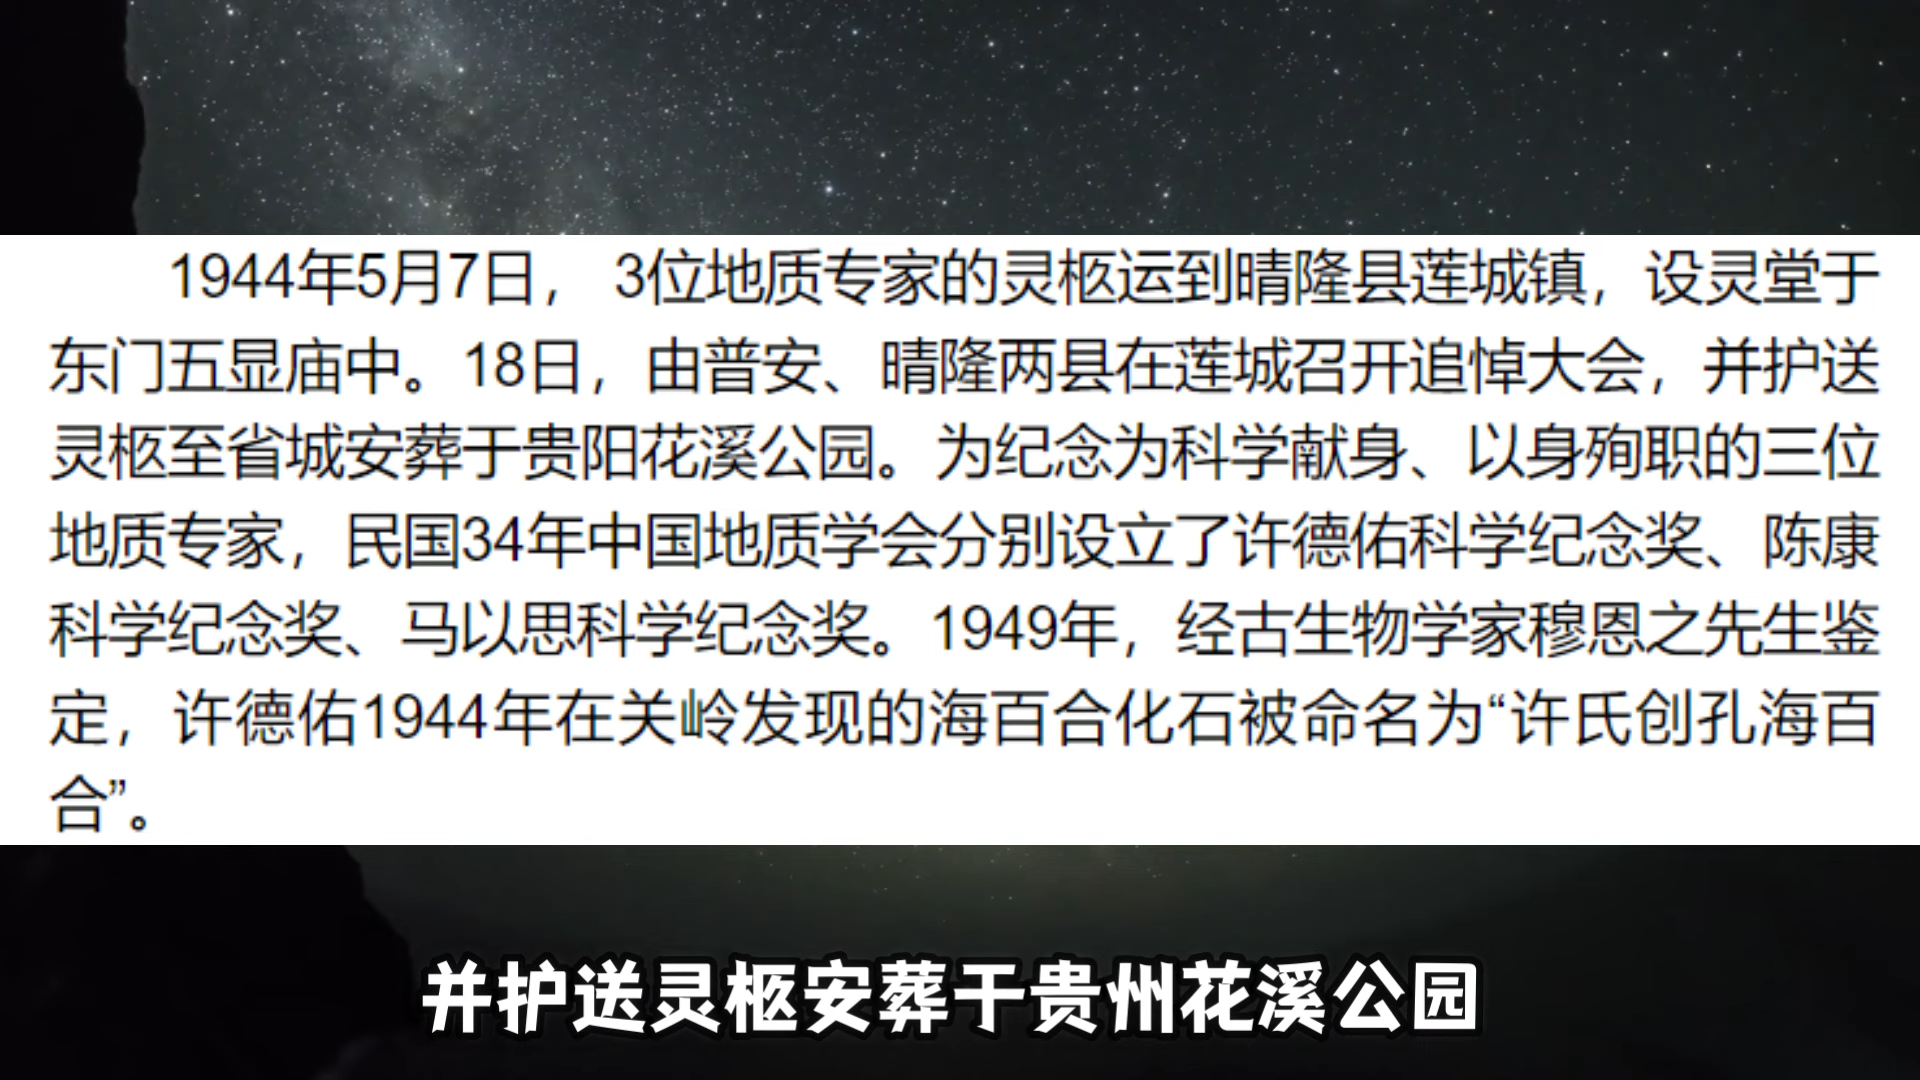 1944年5月7日， 3位地质专家的灵柩运到晴隆县莲城镇，设灵堂于
东门五显庙中。18日，由普安、晴隆两县在莲城召开追悼大会，并护送
灵柩至省城安葬于贵阳花溪公园。为纪念为科学献身、以身殉职的三位
地质专家，民国34年中国地质学会分别设立了许德佑科学纪念奖、陈康
科学纪念奖、马以思科学纪念奖。1949年，经古生物学家穆恩之先生鉴
定，许德佑1944年在关岭发现的海百合化石被命名为“许氏创孔海百
合”。
并护送灵柩安葬于贵州花溪公园